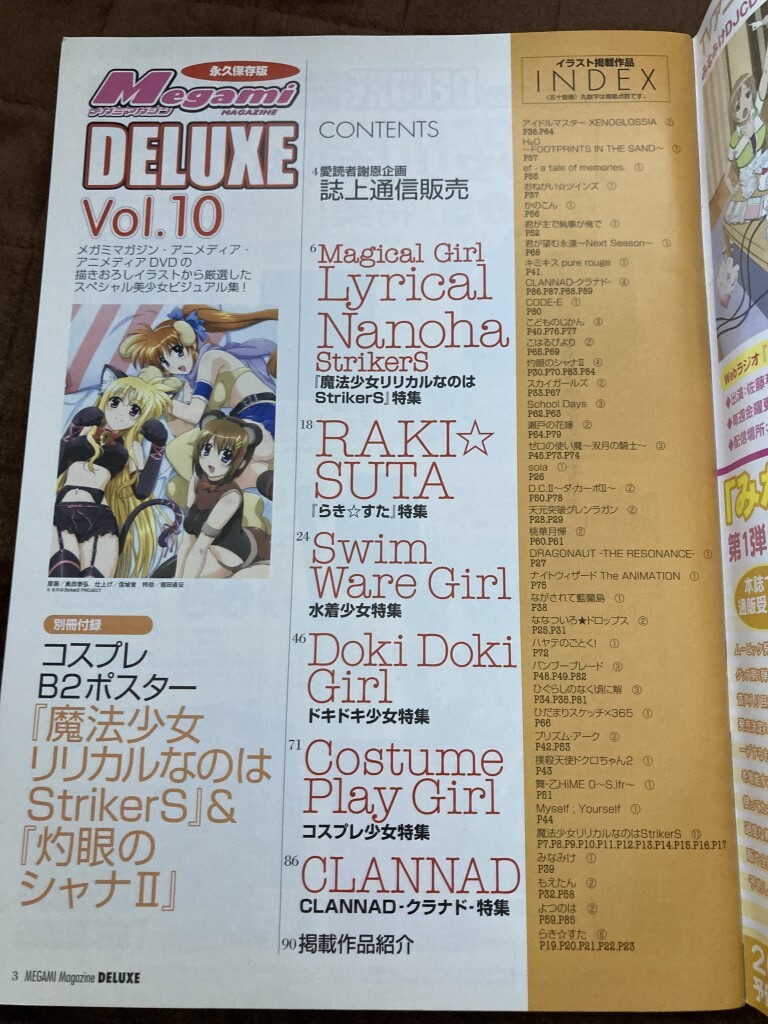 永久保存版
Megami
メガミマガジン MAGAZINE
DELUXE
Vol.10
メガミマガジン・アニメディア・
アニメディアDVDの
描きおろしイラストから厳選した
スペシャル美少女ビジュアル集!
別冊付録
コスプレ
B2ポスター
『魔法少女
リリカルなのは
StrikerS』&
『灼眼の
シャナⅡ』
3 MEGAMI Magazine DELUXE
CONTENTS
4 愛読者謝恩企画
誌上通信販売
6 Magical Girl
Lyrical
Nanoha
StrikerS
『魔法少女リリカルなのは
StrikerS』特集
18 RAKI☆
SUTA
『らき☆すた』特集
24 Swim
Ware Girl
水着少女特集
46 Doki Doki
Girl
ドキドキ少女特集
71 Costume
Play Girl
コスプレ少女特集
86 CLANNAD
CLANNAD-クラナド-特集
90 掲載作品紹介
イラスト掲載作品
INDEX
(五十音順)丸数字は掲載点数です。
アイドルマスター XENOGLOSSIA ②
P36.P64
H₂O
〜FOOTPRINTS IN THE SAND〜 ①
P57
ef - a tale of memories. ①
P55
おねがい☆ツインズ ①
P37
かのこん ①
P56
君が主で執事が俺で ①
P52
君が望む永遠〜Next Season〜 ①
P68
キミキス pure rouge ①
P41
CLANNAD-クラナド- ④
P86.P87.P88.P89
CODE-E ①
P80
こどものじかん ③
P40.P76.P77
こはるびより ②
P65.P69
灼眼のシャナⅡ ④
P30.P70.P83.P84
スカイガールズ ②
P33.P67
School Days ③
P62.P63
瀬戸の花嫁 ②
P54.P79
ゼロの使い魔〜双月の騎士〜 ③
P45.P73.P74
sola ①
P26
D.C.Ⅱ〜ダ・カーポⅡ〜 ②
P50.P78
天元突破グレンラガン ②
P28.P29
桃華月憚 ②
P60.P61
DRAGONAUT -THE RESONANCE- ①
P27
ナイトウィザード The ANIMATION ①
P75
ながされて藍蘭島 ①
P38
ななついろ★ドロップス ②
P25.P31
ハヤテのごとく! ①
P72
バンブーブレード ③
P48.P49.P82
ひぐらしのなく頃に解 ③
P34.P35.P81
ひだまりスケッチ×365 ①
P66
プリズム・アーク ②
P42.P53
撲殺天使ドクロちゃん2 ①
P43
舞-乙HiME 0〜S.ifr〜 ①
P51
Myself ; Yourself ①
P44
魔法少女リリカルなのはStrikerS ⑪
P7.P8.P9.P10.P11.P12.P13.P14.P15.P16.P17
みなみけ ①
P39
もえたん ②
P32.P58
よつのは ②
P59.P85
らき☆すた ⑥
P19.P20.P21.P22.P23